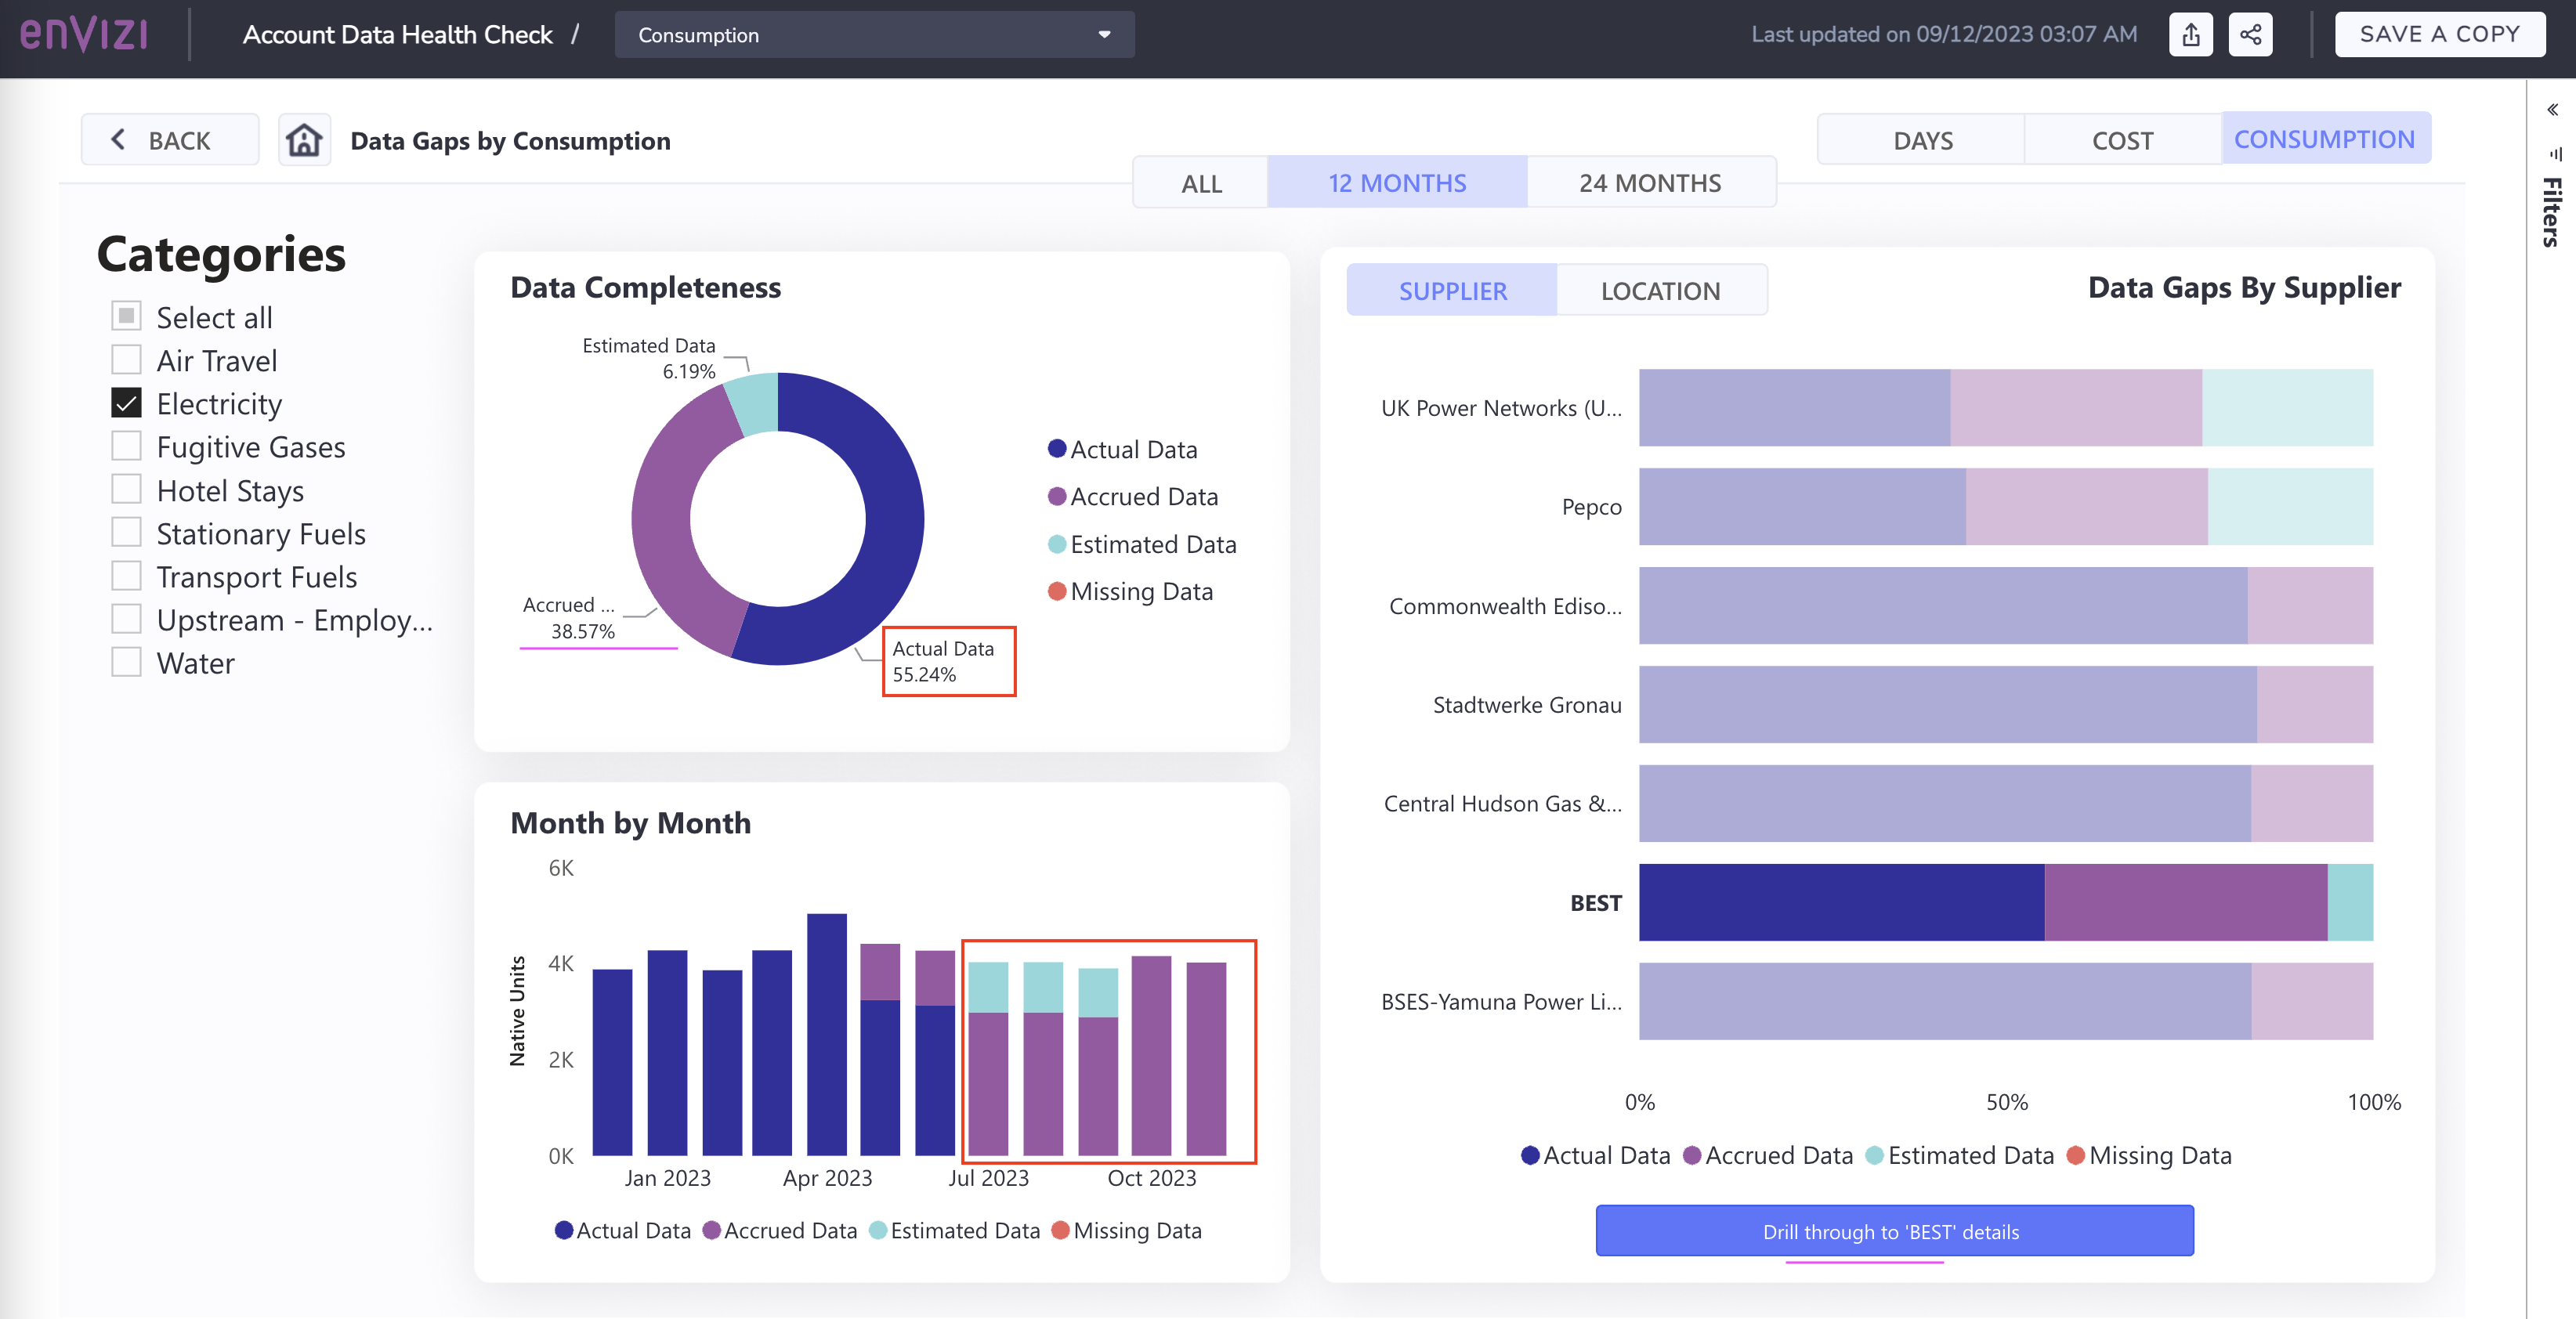 enVizi
Account Data Health Check /
Consumption
Last updated on 09/12/2023 03:07 AM
SAVE A COPY
BACK
Data Gaps by Consumption
DAYS
COST
CONSUMPTION
ALL
12 MONTHS
24 MONTHS
Filters
Categories
Select all
Air Travel
Electricity
Fugitive Gases
Hotel Stays
Stationary Fuels
Transport Fuels
Upstream - Employ...
Water
Data Completeness
Estimated Data
6.19%
Accrued ...
38.57%
Actual Data
55.24%
Actual Data
Accrued Data
Estimated Data
Missing Data
Month by Month
Native Units
6K
4K
2K
0K
Jan 2023
Apr 2023
Jul 2023
Oct 2023
Actual Data
Accrued Data
Estimated Data
Missing Data
SUPPLIER
LOCATION
Data Gaps By Supplier
UK Power Networks (U...
Pepco
Commonwealth Ediso...
Stadtwerke Gronau
Central Hudson Gas &...
BEST
BSES-Yamuna Power Li...
0%
50%
100%
Actual Data
Accrued Data
Estimated Data
Missing Data
Drill through to 'BEST' details